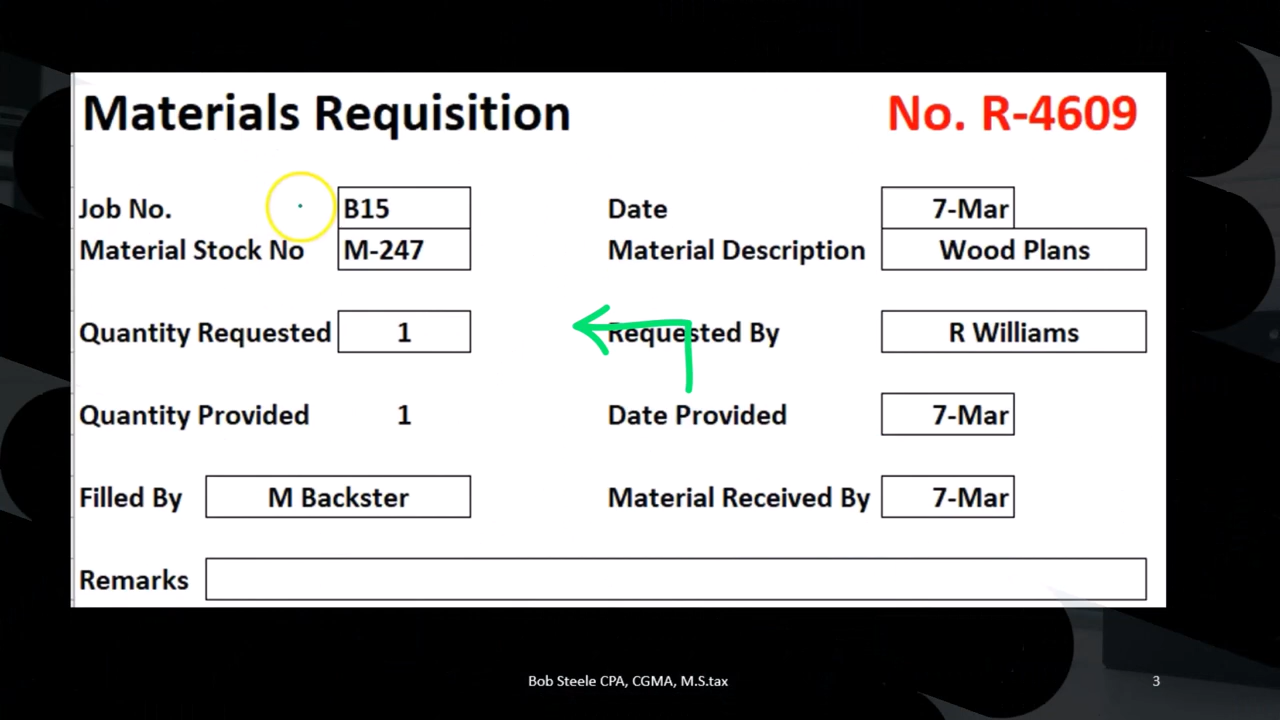 Materials Requisition No. R-4609
Job No. B15 Date 7-Mar
Material Stock No M-247 Material Description Wood Plans
Quantity Requested 1 Requested By R Williams
Quantity Provided 1 Date Provided 7-Mar
Filled By M Backster Material Received By 7-Mar
Remarks
Bob Steele CPA, CGMA, M.S.tax 3